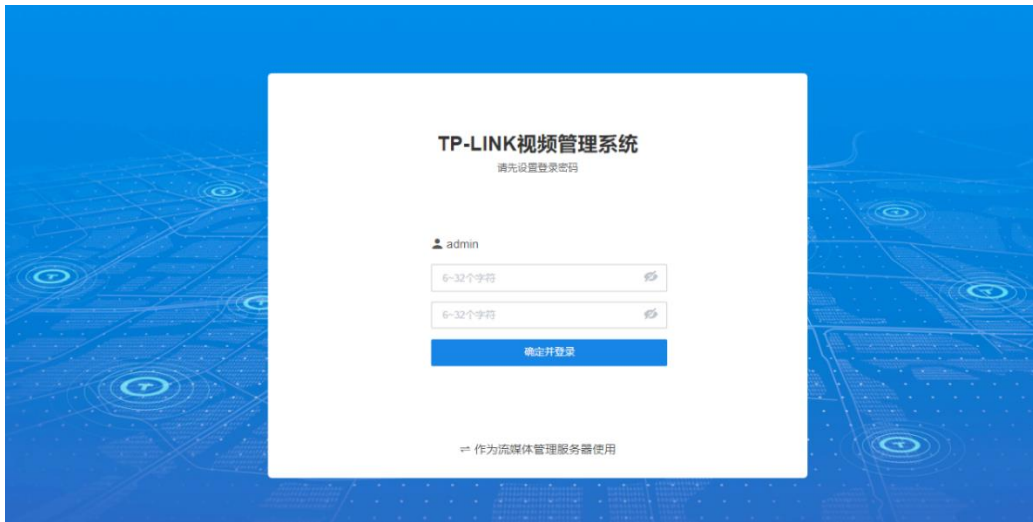 TP-LINK视频管理系统
请先设置登录密码
admin
6~32个字符
6~32个字符
确定并登录
⇌ 作为流媒体管理服务器使用